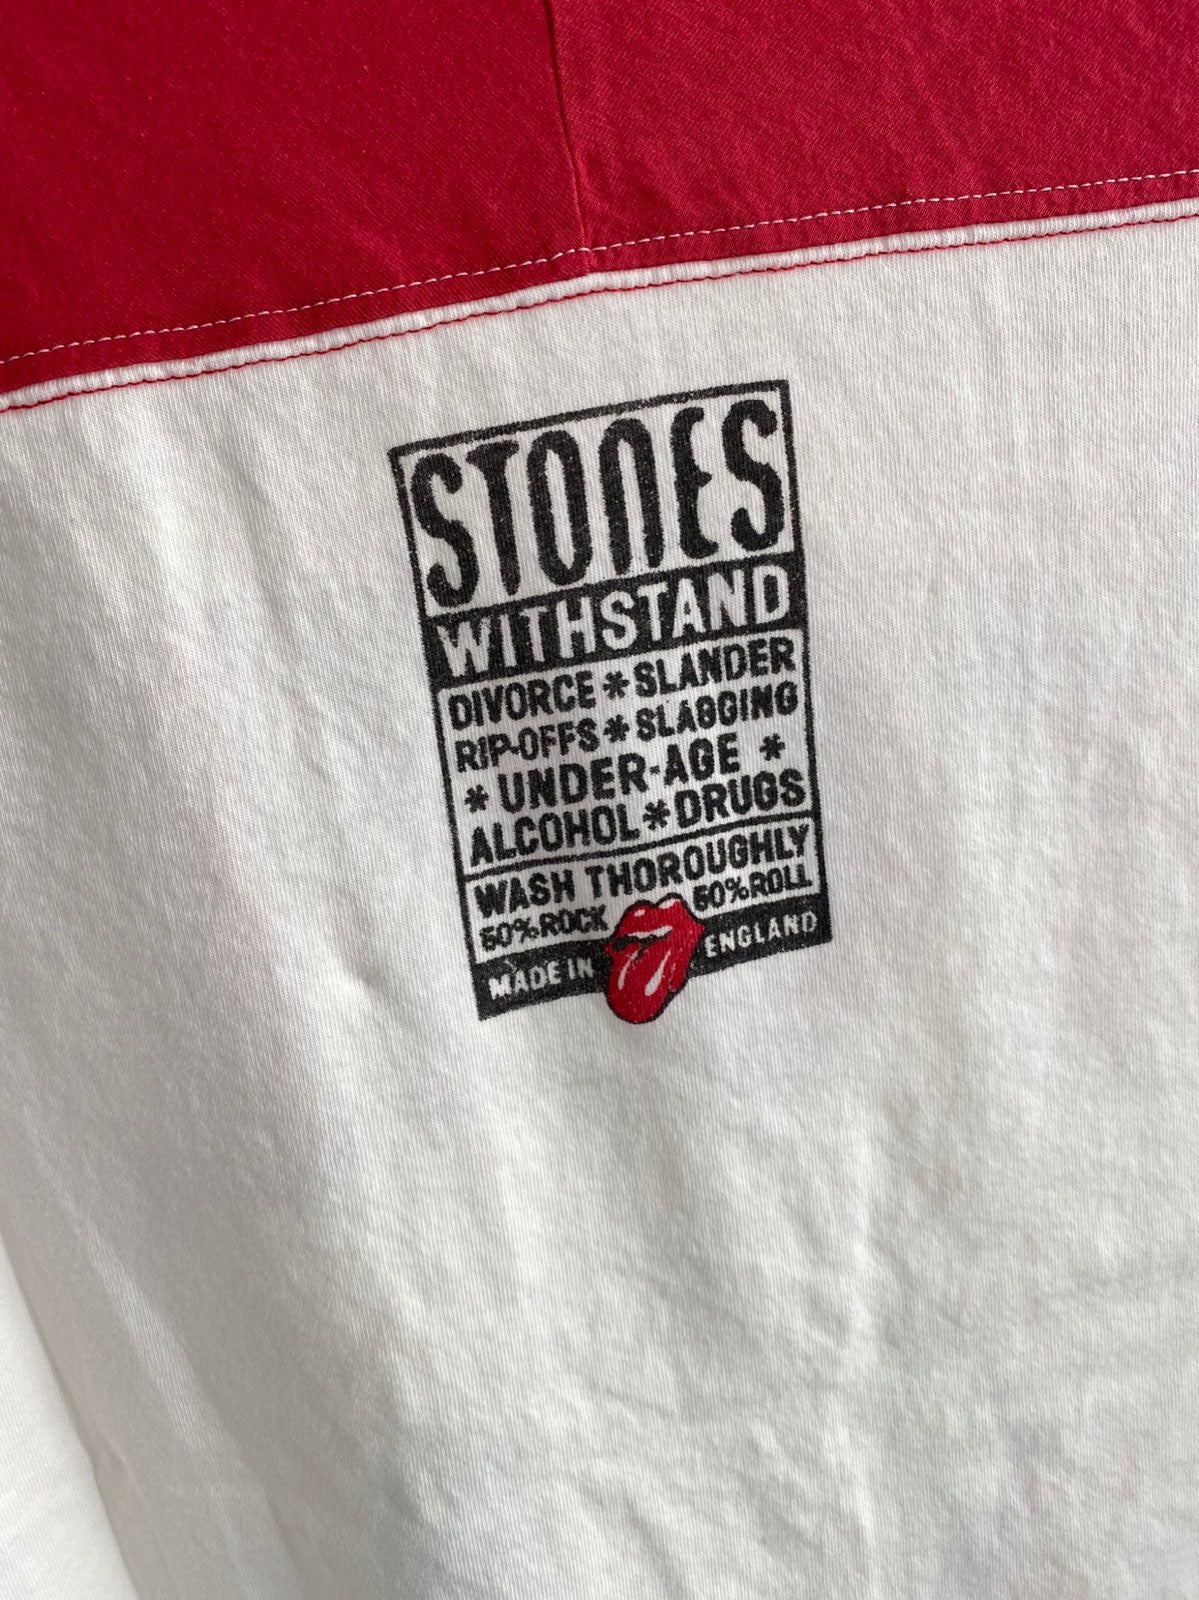 STONES
WITHSTAND
DIVORCE * SLANDER
RIP-OFFS * SLAGGING
* UNDER-AGE *
ALCOHOL * DRUGS
WASH THOROUGHLY
50% ROCK 50% ROLL
MADE IN ENGLAND